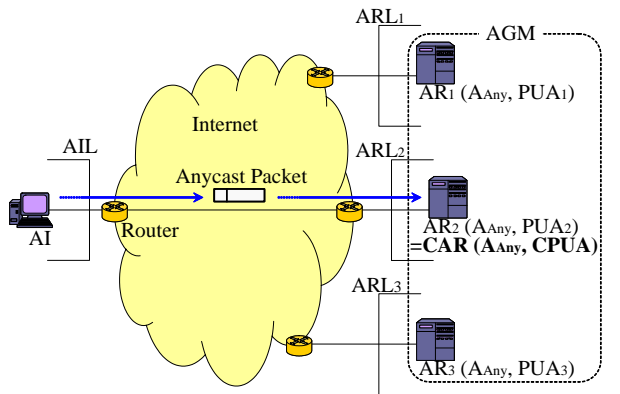 ARL1
AGM
AR1 (AAny, PUA1)
Internet
AIL
ARL2
Anycast Packet
AI
Router
AR2 (AAny, PUA2)
=CAR (AAny, CPUA)
ARL3
AR3 (AAny, PUA3)